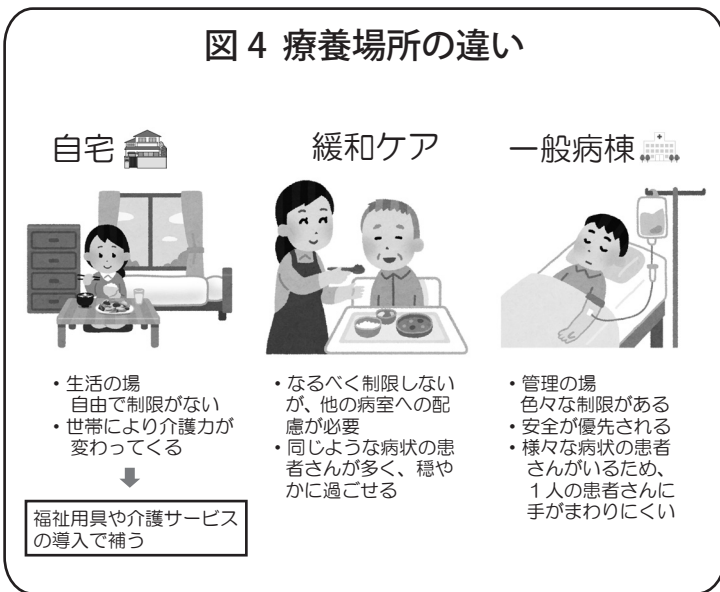 図4 療養場所の違い
自宅
・生活の場
自由で制限がない
・世帯により介護力が
変わってくる
福祉用具や介護サービス
の導入で補う
緩和ケア
・なるべく制限しない
が、他の病室への配
慮が必要
・同じような病状の患
者さんが多く、穏や
かに過ごせる
一般病棟
・管理の場
色々な制限がある
・安全が優先される
・様々な病状の患者
さんがいるため、
1人の患者さんに
手がまわりにくい